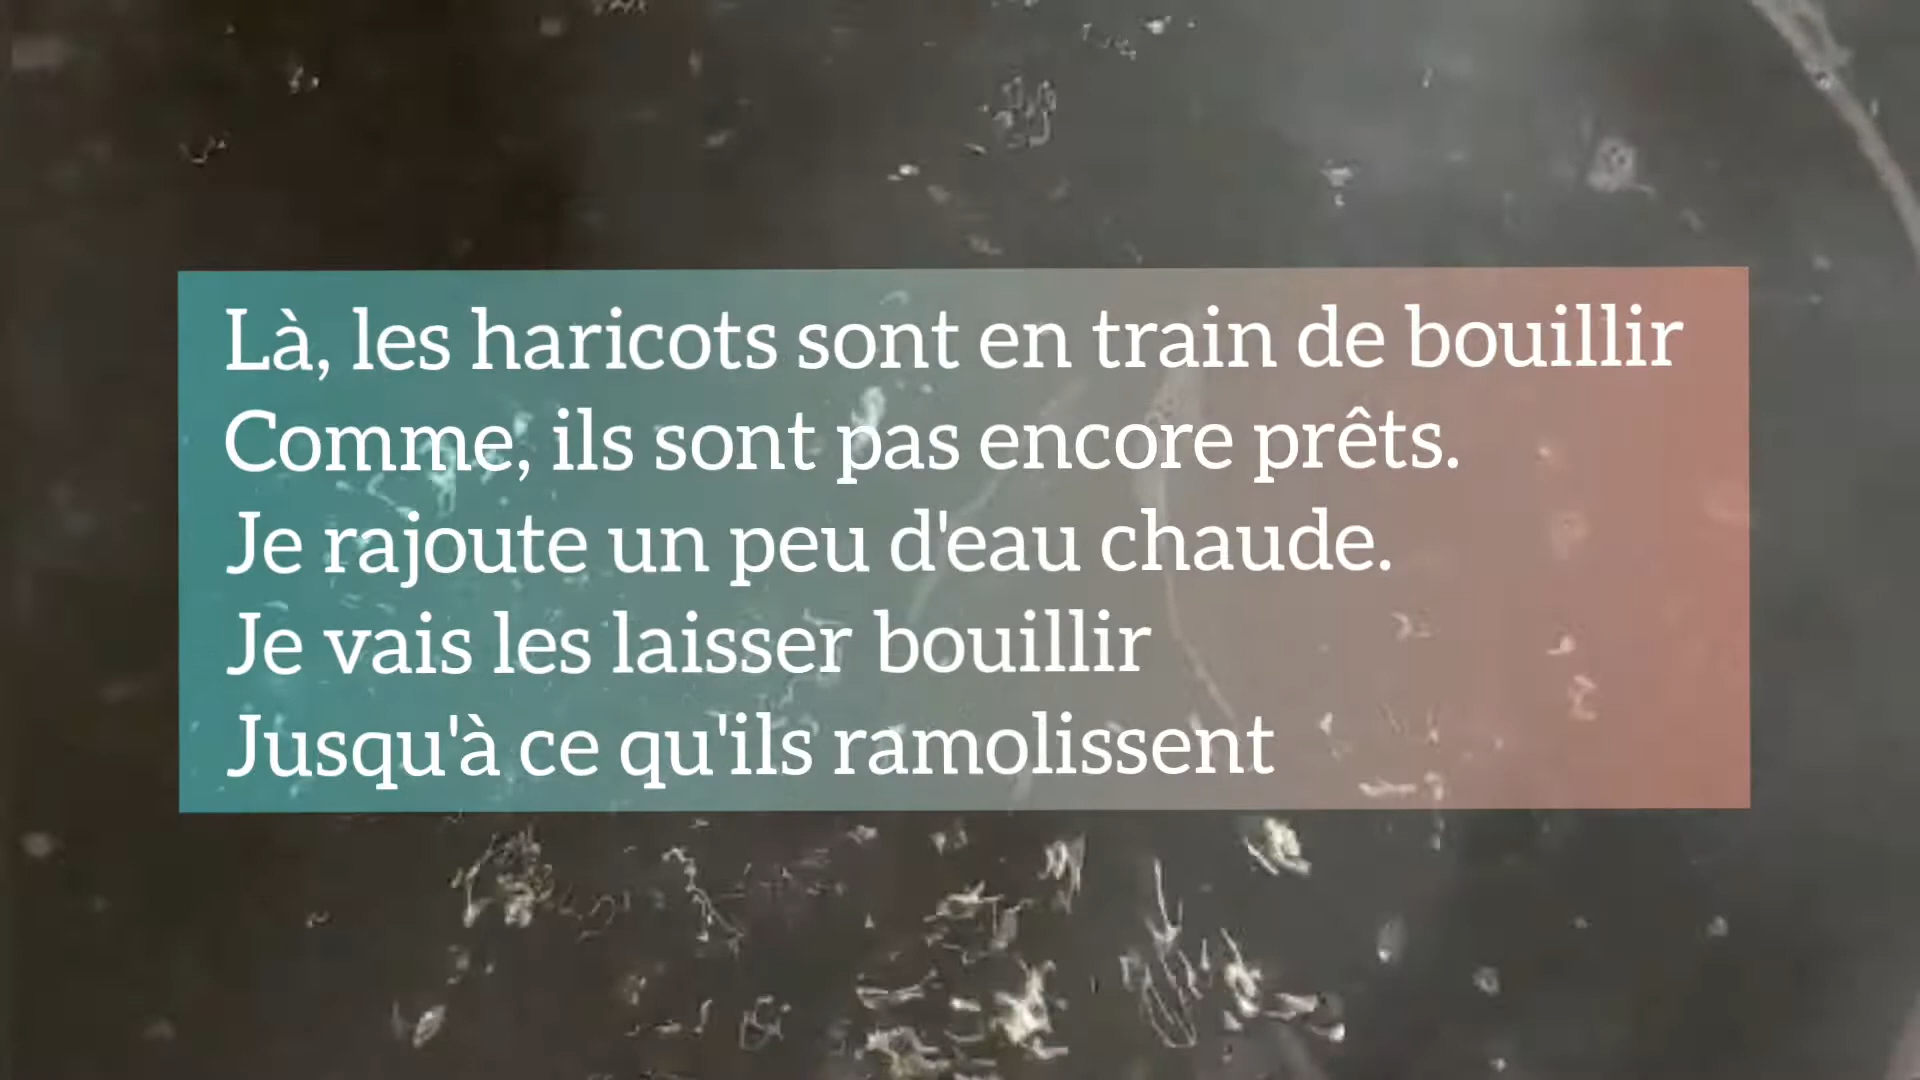 Là, les haricots sont en train de bouillir
Comme, ils sont pas encore prêts.
Je rajoute un peu d'eau chaude.
Je vais les laisser bouillir
Jusqu'à ce qu'ils ramolissent